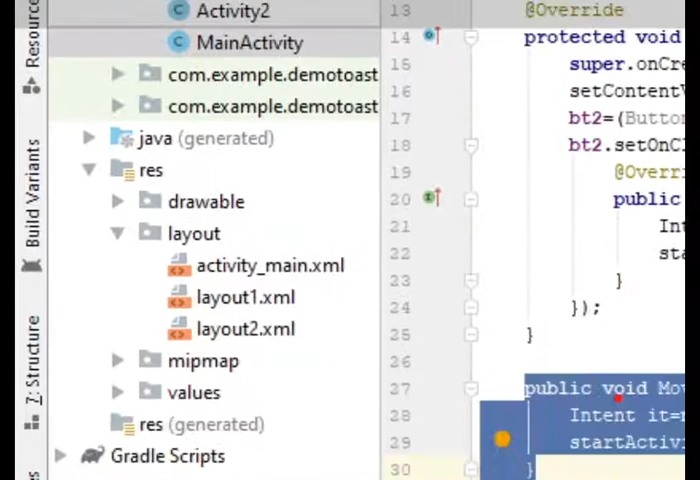 Resource
Build Variants
7: Structure
Activity2
MainActivity
com.example.demotoast
com.example.demotoast
java (generated)
res
drawable
layout
activity_main.xml
layout1.xml
layout2.xml
mipmap
values
res (generated)
Gradle Scripts
13 @Override
14 protected void
15 super.onCre
16 setContentV
17 bt2=(Button
18 bt2.setOnCl
19 @Overri
20 public
21 Int
22 sta
23 }
24 });
25 }
26
27 public void Mov
28 Intent it=n
29 startActivi
30 }